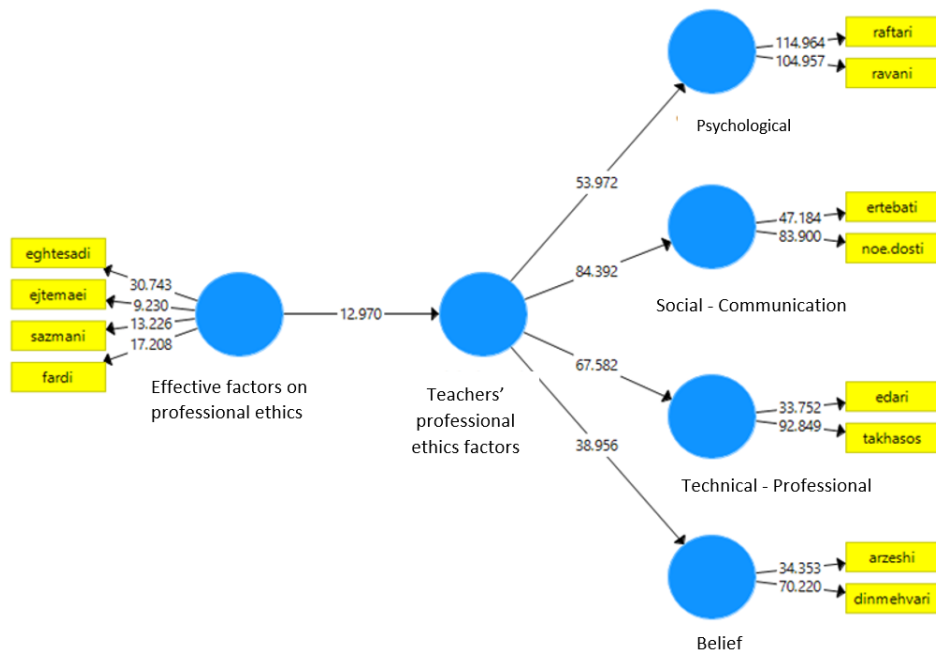 raftari
114.964
104.957
ravani
Psychological
53.972
ertebati
47.184
83.900
noe.dosti
84.392
Social - Communication
eghtesadi
30.743
ejtemaei
9.230
sazmani
13.226
17.208
fardi
12.970
Effective factors on
professional ethics
Teachers’
professional
ethics factors
67.582
edari
33.752
92.849
takhasos
Technical - Professional
38.956
arzeshi
34.353
70.220
dinmehvari
Belief